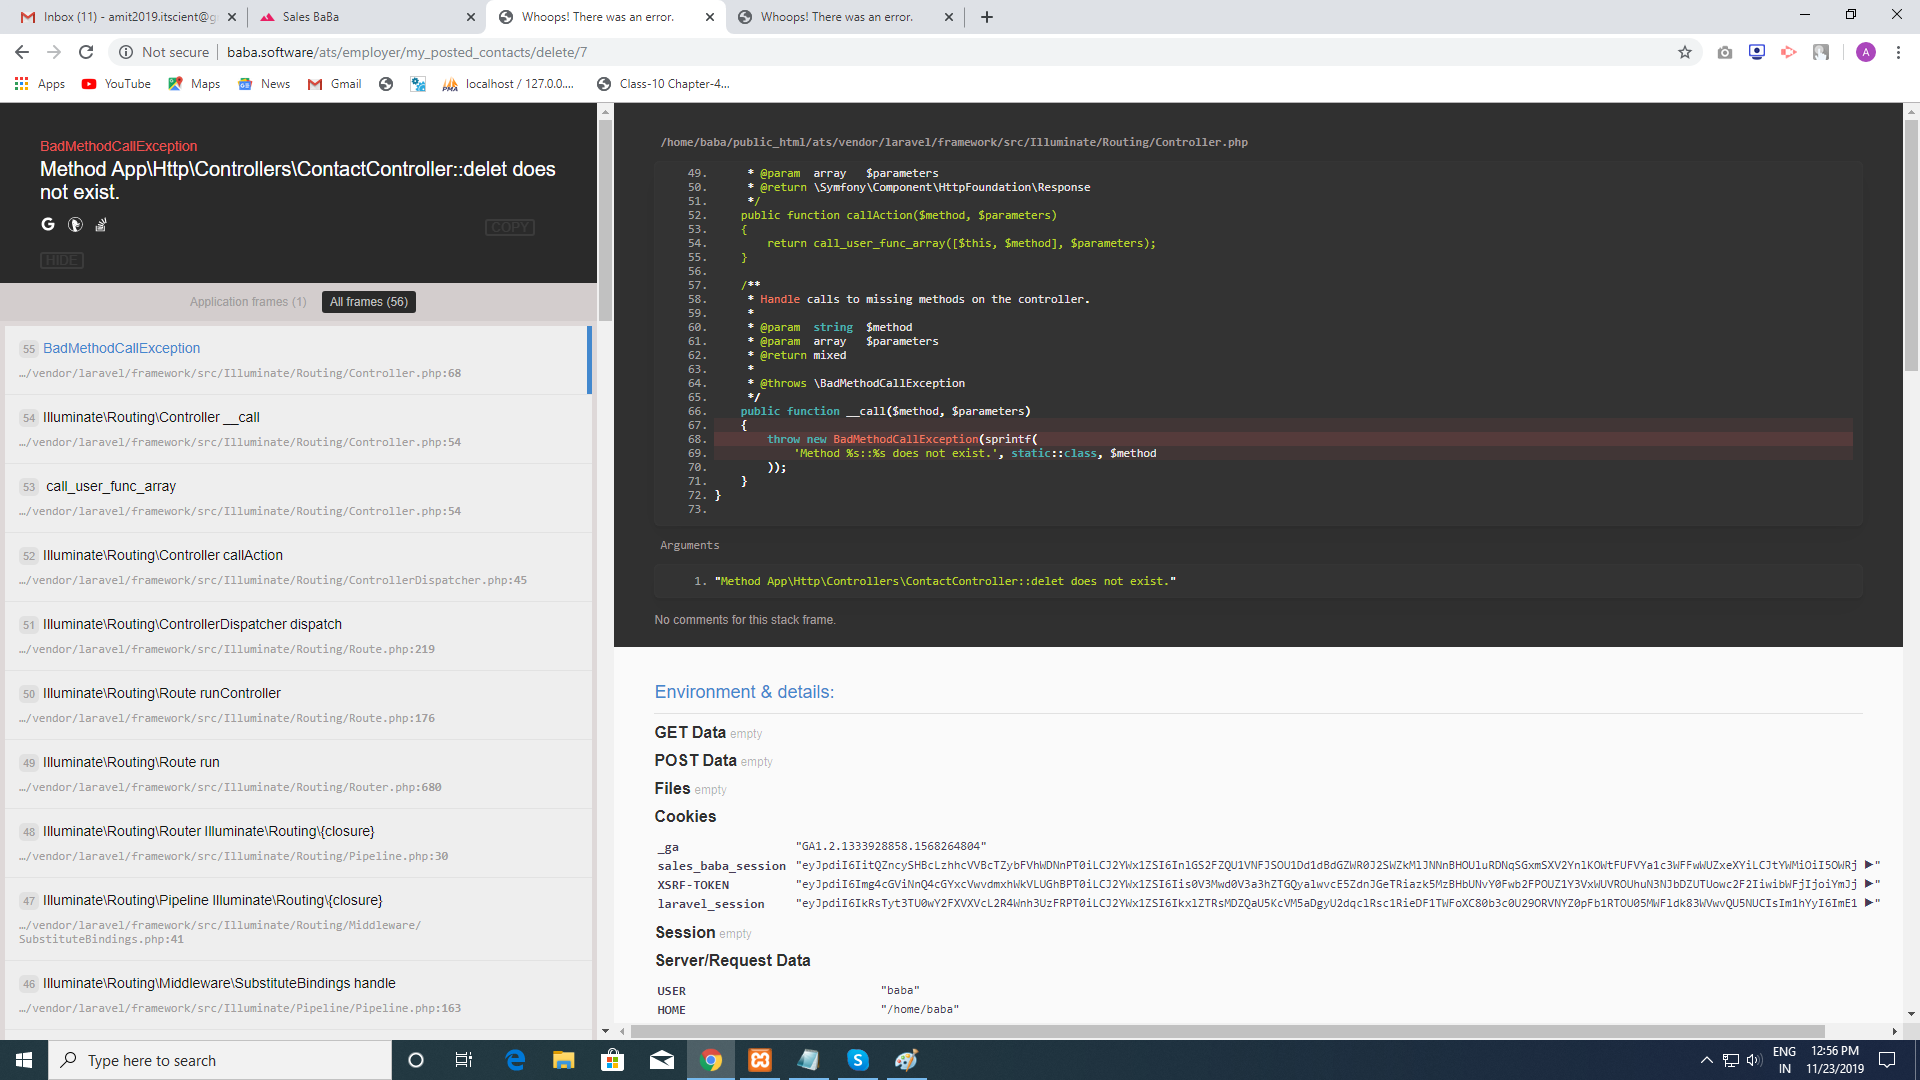 Inbox (11) - amit2019.itscient@g
Sales BaBa
Whoops! There was an error.
Whoops! There was an error.
Not secure
baba.software/ats/employer/my_posted_contacts/delete/7
A
Apps
YouTube
Maps
News
Gmail
localhost / 127.0.0....
Class-10 Chapter-4...
BadMethodCallException
Method App\Http\Controllers\ContactController::delet does
not exist.
COPY
HIDE
Application frames (1)
All frames (56)
55 BadMethodCallException
…/vendor/laravel/framework/src/Illuminate/Routing/Controller.php:68
54 Illuminate\Routing\Controller __call
…/vendor/laravel/framework/src/Illuminate/Routing/Controller.php:54
53 call_user_func_array
…/vendor/laravel/framework/src/Illuminate/Routing/Controller.php:54
52 Illuminate\Routing\Controller callAction
…/vendor/laravel/framework/src/Illuminate/Routing/ControllerDispatcher.php:45
51 Illuminate\Routing\ControllerDispatcher dispatch
…/vendor/laravel/framework/src/Illuminate/Routing/Route.php:219
50 Illuminate\Routing\Route runController
…/vendor/laravel/framework/src/Illuminate/Routing/Route.php:176
49 Illuminate\Routing\Route run
…/vendor/laravel/framework/src/Illuminate/Routing/Router.php:680
48 Illuminate\Routing\Router Illuminate\Routing\{closure}
…/vendor/laravel/framework/src/Illuminate/Routing/Pipeline.php:30
47 Illuminate\Routing\Pipeline Illuminate\Routing\{closure}
…/vendor/laravel/framework/src/Illuminate/Routing/Middleware/
SubstituteBindings.php:41
46 Illuminate\Routing\Middleware\SubstituteBindings handle
…/vendor/laravel/framework/src/Illuminate/Pipeline/Pipeline.php:163
/home/baba/public_html/ats/vendor/laravel/framework/src/Illuminate/Routing/Controller.php
49. * @param array $parameters
50. * @return \Symfony\Component\HttpFoundation\Response
51. */
52. public function callAction($method, $parameters)
53. {
54. return call_user_func_array([$this, $method], $parameters);
55. }
56.
57. /**
58. * Handle calls to missing methods on the controller.
59. *
60. * @param string $method
61. * @param array $parameters
62. * @return mixed
63. *
64. * @throws \BadMethodCallException
65. */
66. public function __call($method, $parameters)
67. {
68. throw new BadMethodCallException(sprintf(
69. 'Method %s::%s does not exist.', static::class, $method
70. ));
71. }
72. }
73.
Arguments
1. "Method App\Http\Controllers\ContactController::delet does not exist."
No comments for this stack frame.
Environment & details:
GET Data empty
POST Data empty
Files empty
Cookies
_ga "GA1.2.1333928858.1568264804"
sales_baba_session
XSRF-TOKEN
laravel_session
Session empty
Server/Request Data
USER "baba"
HOME "/home/baba"
Type here to search
ENG
IN
12:56 PM
11/23/2019